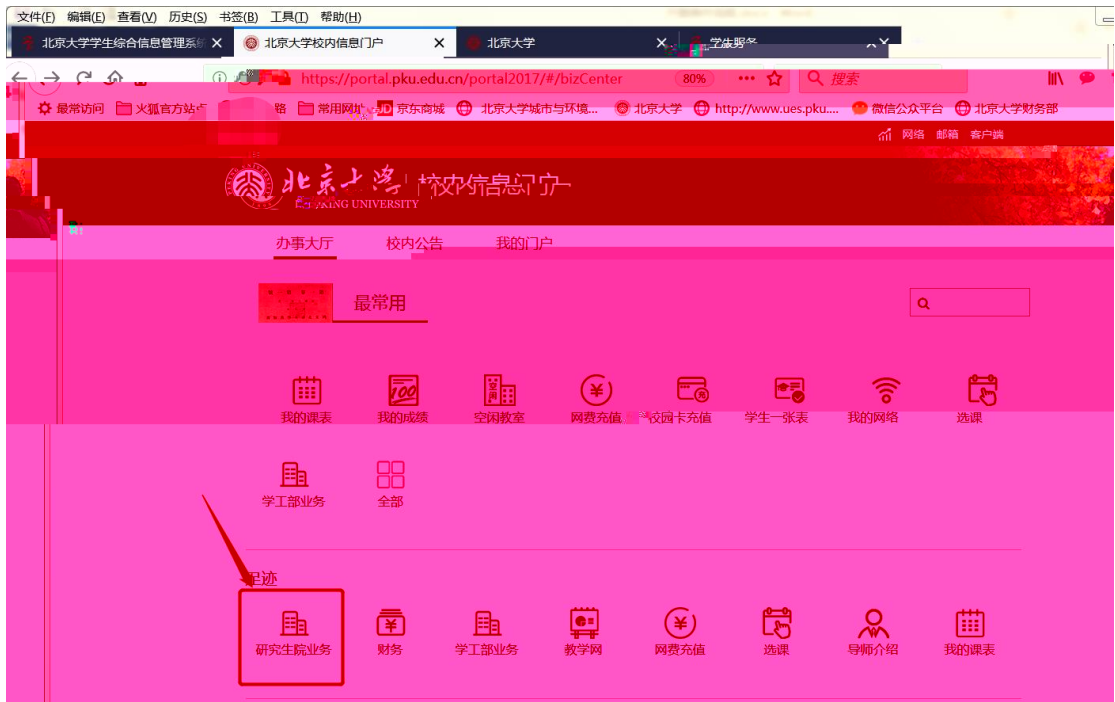 文件(F) 编辑(E) 查看(V) 历史(S) 书签(B) 工具(T) 帮助(H)
北京大学学生综合信息管理系统 北京大学校内信息门户 北京大学
https://portal.pku.edu.cn/portal2017/#/bizCenter 80% 搜索
最常访问 火狐官方站点 常用网址 JD 京东商城 北京大学城市与环境... 北京大学 http://www.ues.pku.... 微信公众平台 北京大学财务部
网络 邮箱 客户端
北京大学 校内信息门户
PEKING UNIVERSITY
办事大厅 校内公告 我的门户
最常用
我的课表 我的成绩 空闲教室 网费充值 校园卡充值 学生一张表 我的网络 选课
学工部业务 全部
足迹
研究生院业务 财务 学工部业务 教学网 网费充值 选课 导师介绍 我的课表